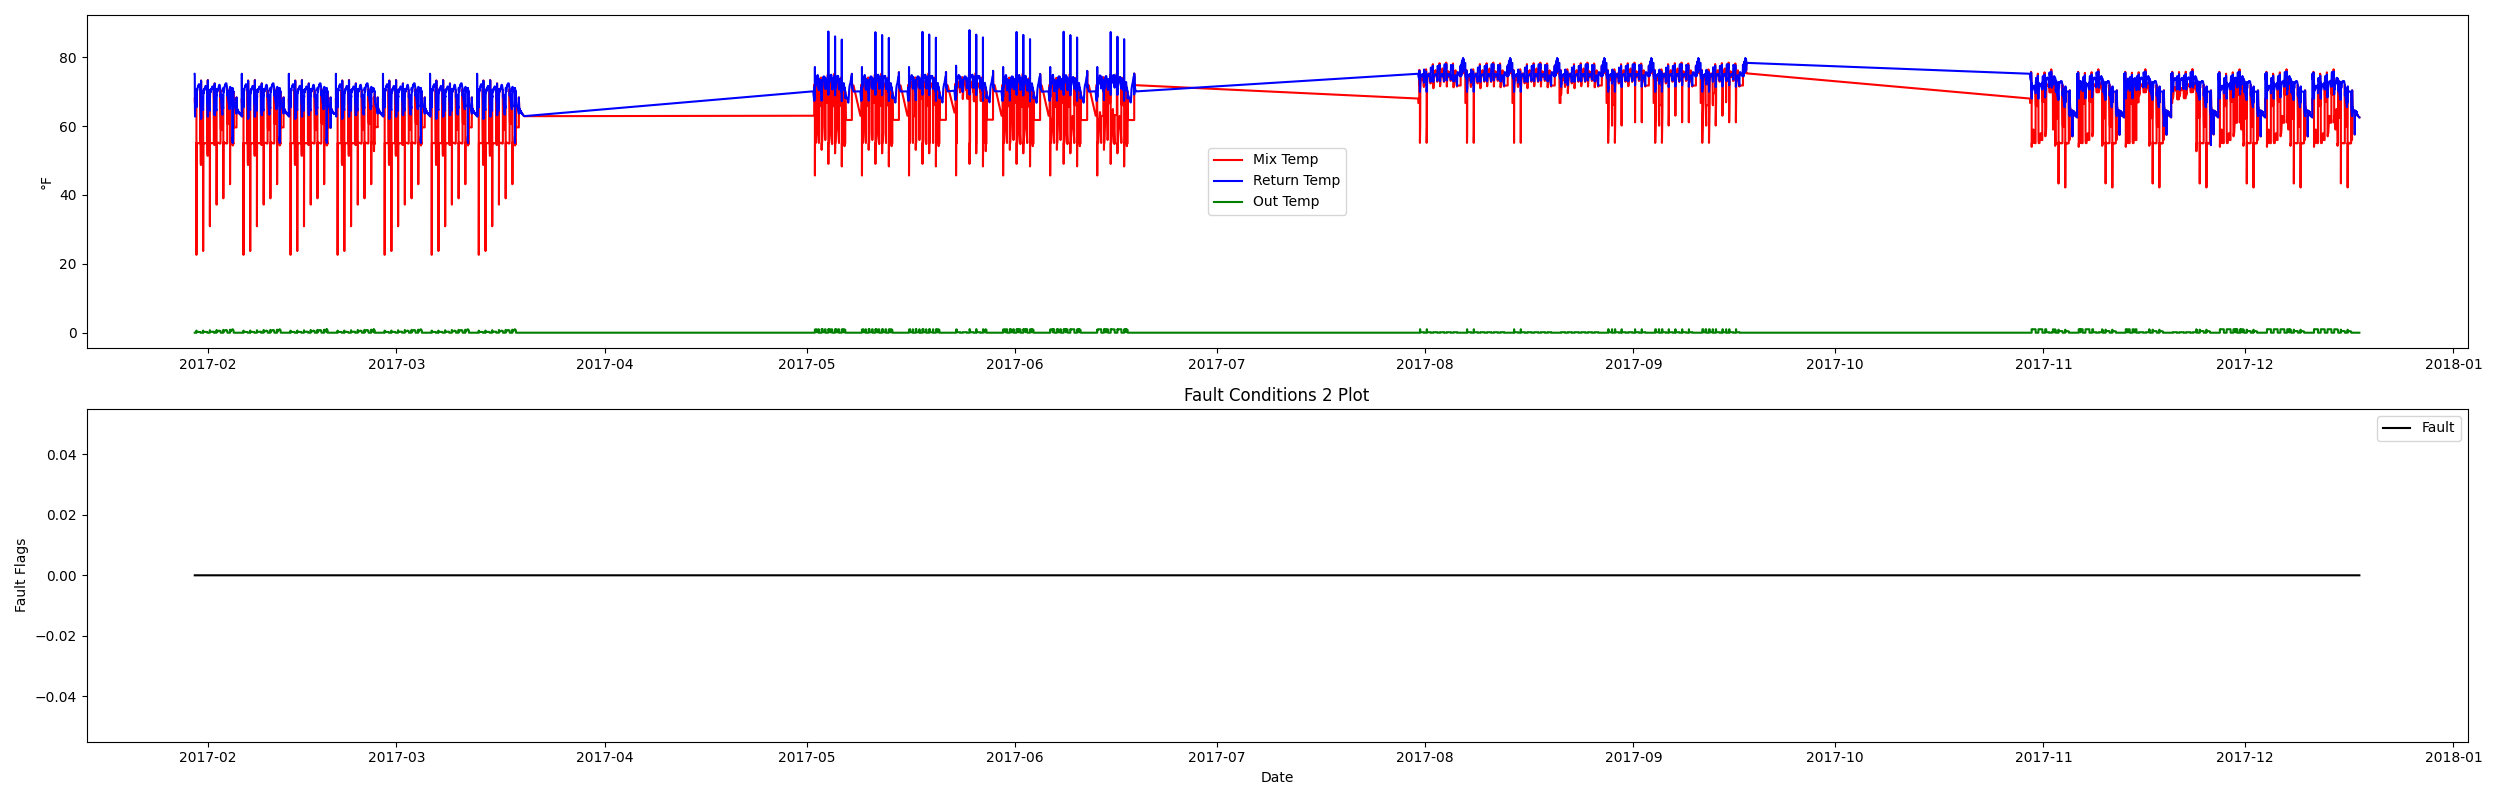 80
60
40
20
0
°F
Mix Temp
Return Temp
Out Temp
2017-02 2017-03 2017-04 2017-05 2017-06 2017-07 2017-08 2017-09 2017-10 2017-11 2017-12 2018-01
Fault Conditions 2 Plot
Fault
0.04
0.02
0.00
−0.02
−0.04
Fault Flags
2017-02 2017-03 2017-04 2017-05 2017-06 2017-07 2017-08 2017-09 2017-10 2017-11 2017-12 2018-01
Date